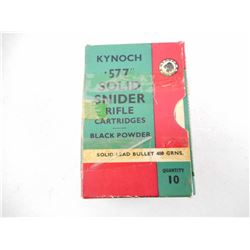 KYNOCH
·577"
SOLID
SNIDER
RIFLE
CARTRIDGES
BLACK POWDER
SOLID LEAD BULLET 480 GRNS.
QUANTITY
10